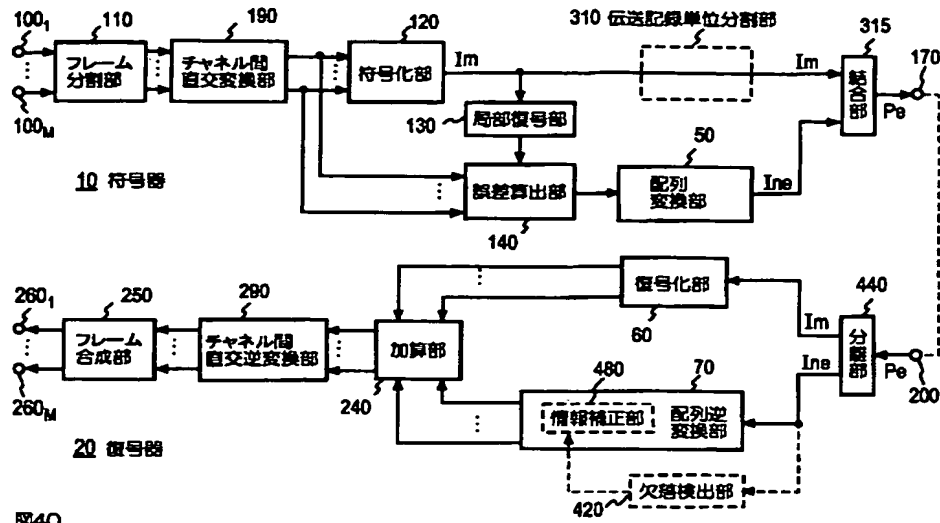 100₁
110
フレーム
分割部
100_M
190
チャネル間
直交変換部
120
符号化部
Im
130
局部復号部
310 伝送記録単位分割部
Im
315
結合部
170
Pe
10 符号器
誤差算出部
140
50
配列
変換部
Ine
260₁
250
フレーム
合成部
260_M
290
チャネル間
直交逆変換部
加算部
240
復号化部
60
Im
Ine
440
分離部
Pe
200
480
70
情報補正部
配列逆
変換部
20 復号器
420
欠落検出部
図40